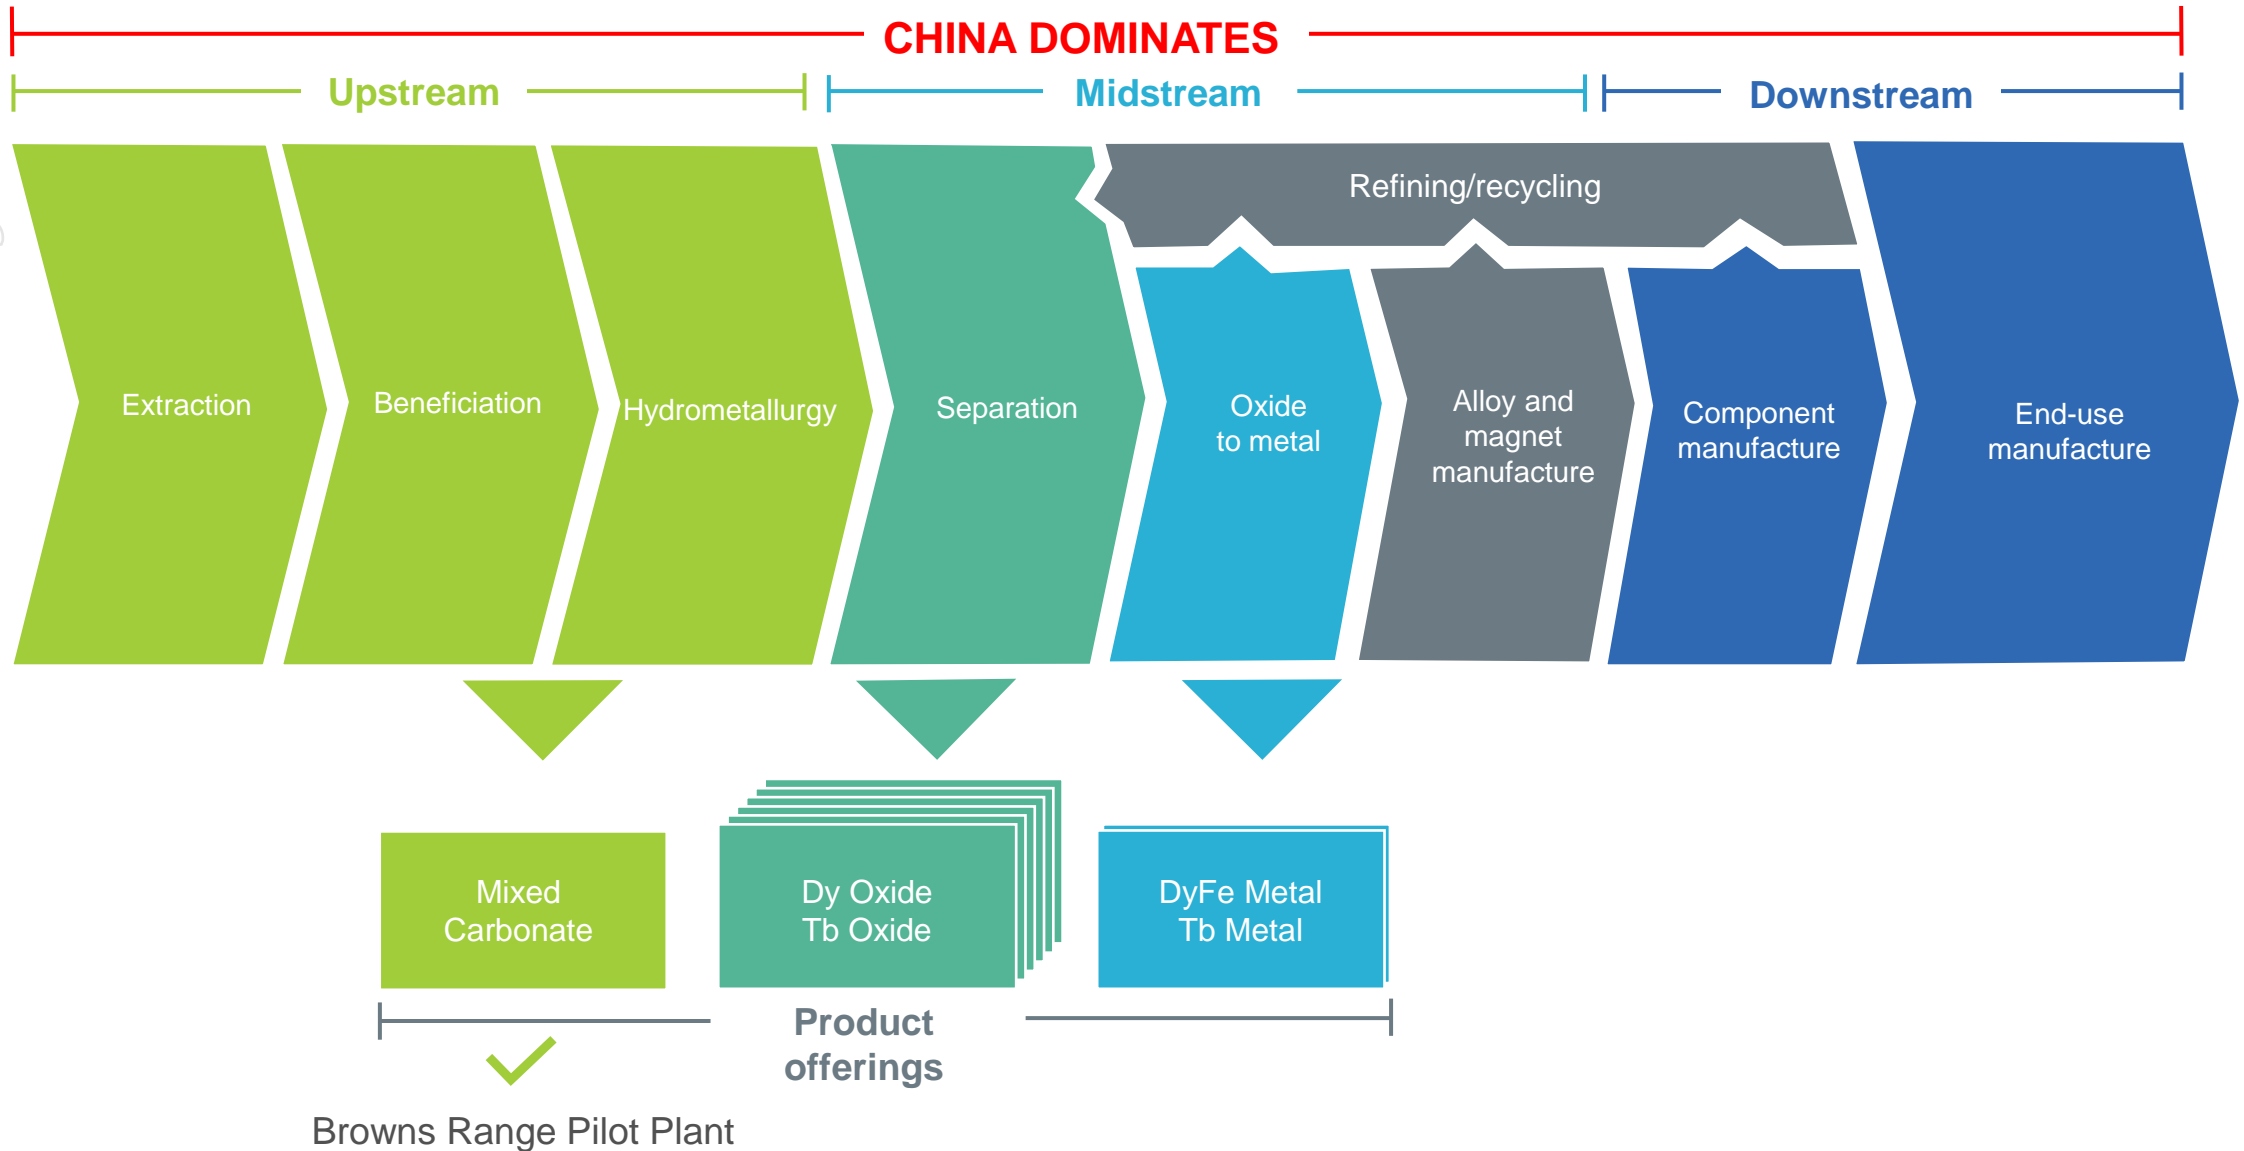 CHINA DOMINATES
Upstream
Midstream
Downstream
Refining/recycling
Extraction
Beneficiation
Hydrometallurgy
Separation
Oxide
to metal
Alloy and
magnet
manufacture
Component
manufacture
End-use
manufacture
Mixed
Carbonate
Dy Oxide
Tb Oxide
DyFe Metal
Tb Metal
Product
offerings
Browns Range Pilot Plant